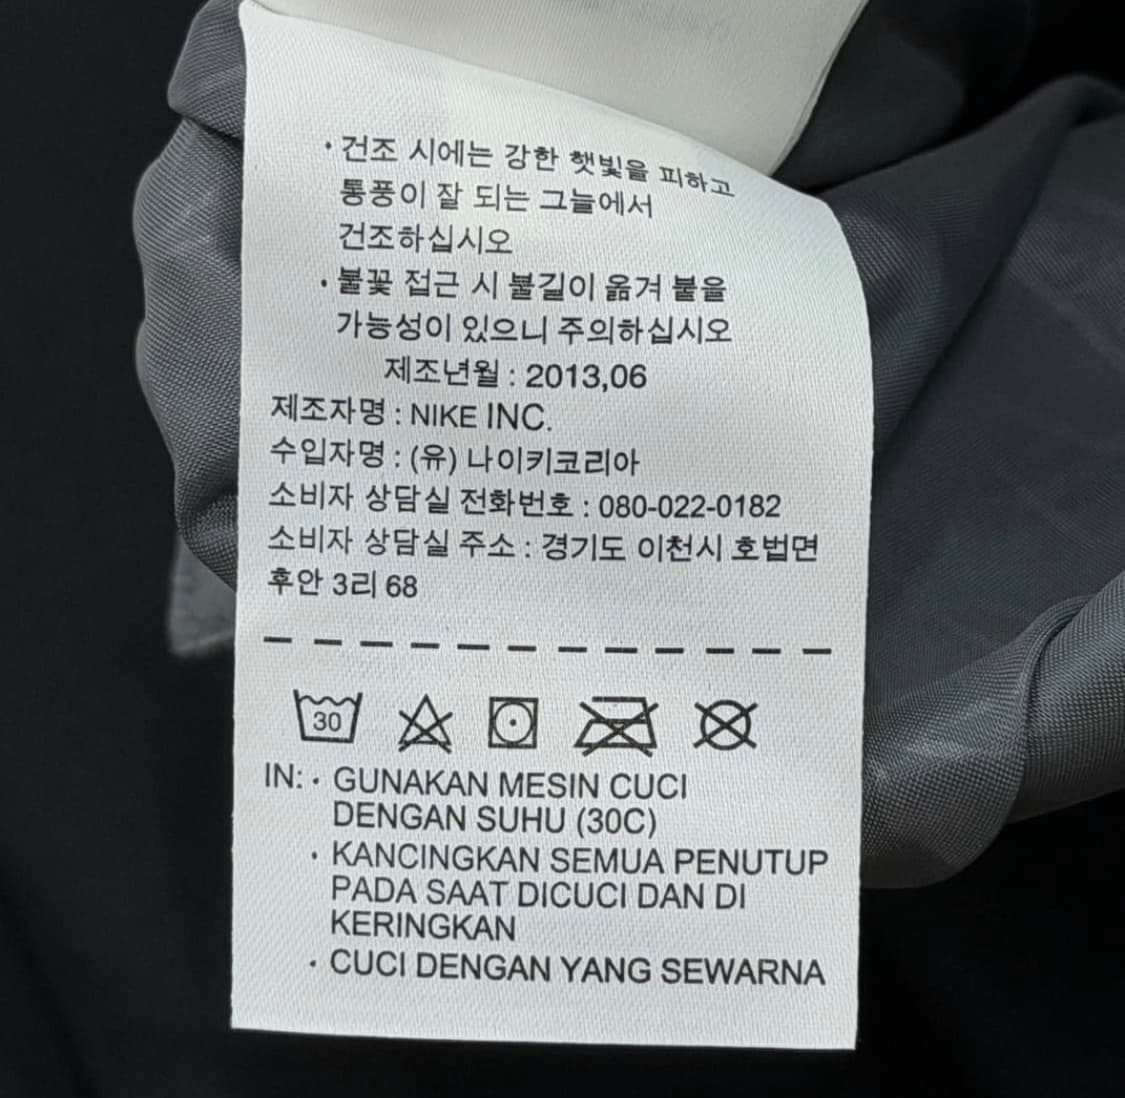 · 건조 시에는 강한 햇빛을 피하고
통풍이 잘 되는 그늘에서
건조하십시오
· 불꽃 접근 시 불길이 옮겨 붙을
가능성이 있으니 주의하십시오
제조년월 : 2013,06
제조자명 : NIKE INC.
수입자명 : (유) 나이키코리아
소비자 상담실 전화번호 : 080-022-0182
소비자 상담실 주소 : 경기도 이천시 호법면
후안 3리 68
30
IN: · GUNAKAN MESIN CUCI
DENGAN SUHU (30C)
· KANCINGKAN SEMUA PENUTUP
PADA SAAT DICUCI DAN DI
KERINGKAN
· CUCI DENGAN YANG SEWARNA